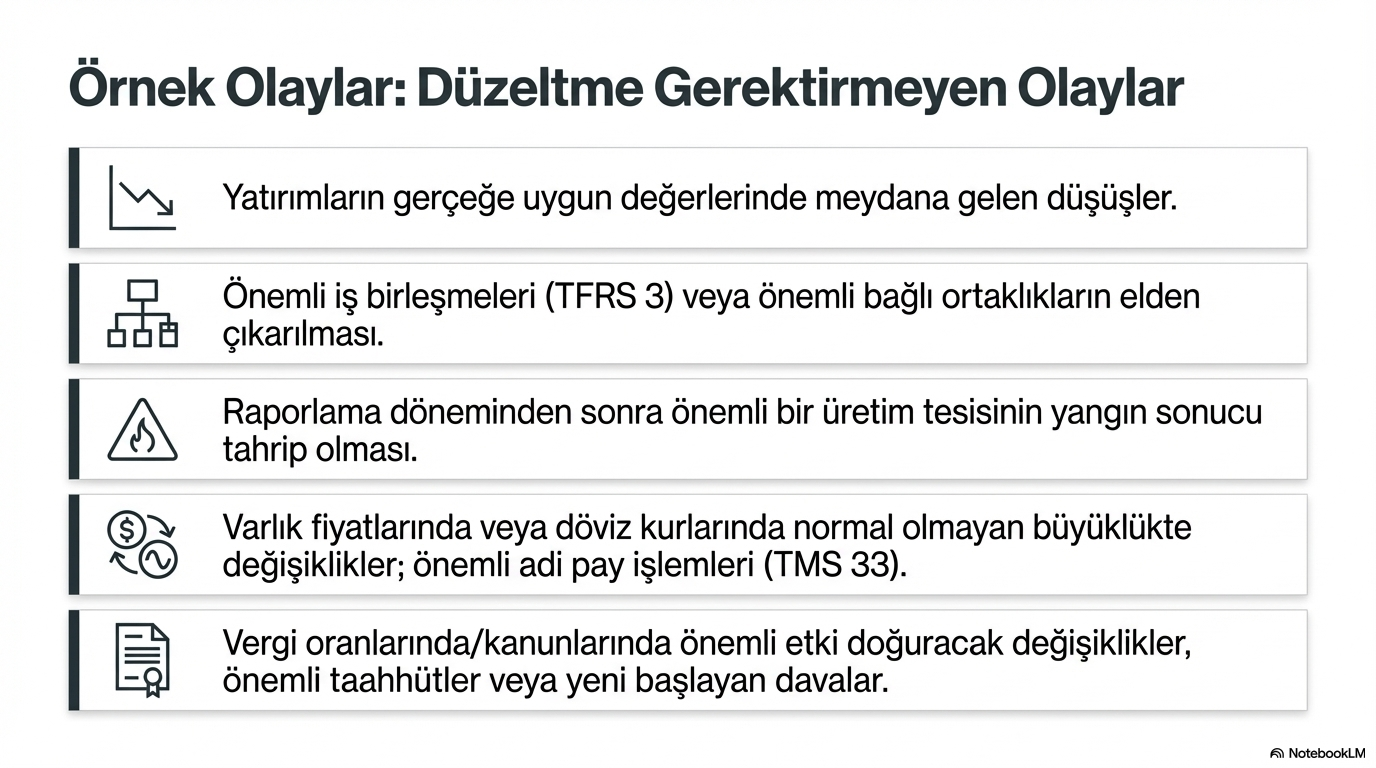 Örnek Olaylar: Düzeltme Gerektirmeyen Olaylar
Yatırımların gerçeğe uygun değerlerinde meydana gelen düşüşler.
Önemli iş birleşmeleri (TFRS 3) veya önemli bağlı ortaklıkların elden
çıkarılması.
Raporlama döneminden sonra önemli bir üretim tesisinin yangın sonucu
tahrip olması.
$
Varlık fiyatlarında veya döviz kurlarında normal olmayan büyüklükte
değişiklikler; önemli adi pay işlemleri (TMS 33).
Vergi oranlarında/kanunlarında önemli etki doğuracak değişiklikler,
önemli taahhütler veya yeni başlayan davalar.
NotebookLM